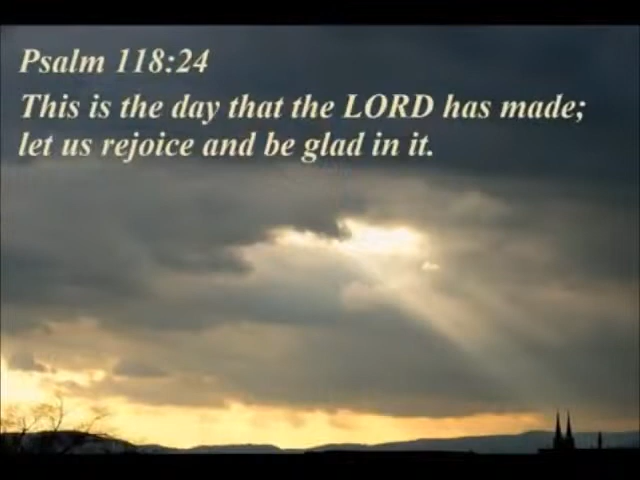 Psalm 118:24
This is the day that the LORD has made;
let us rejoice and be glad in it.